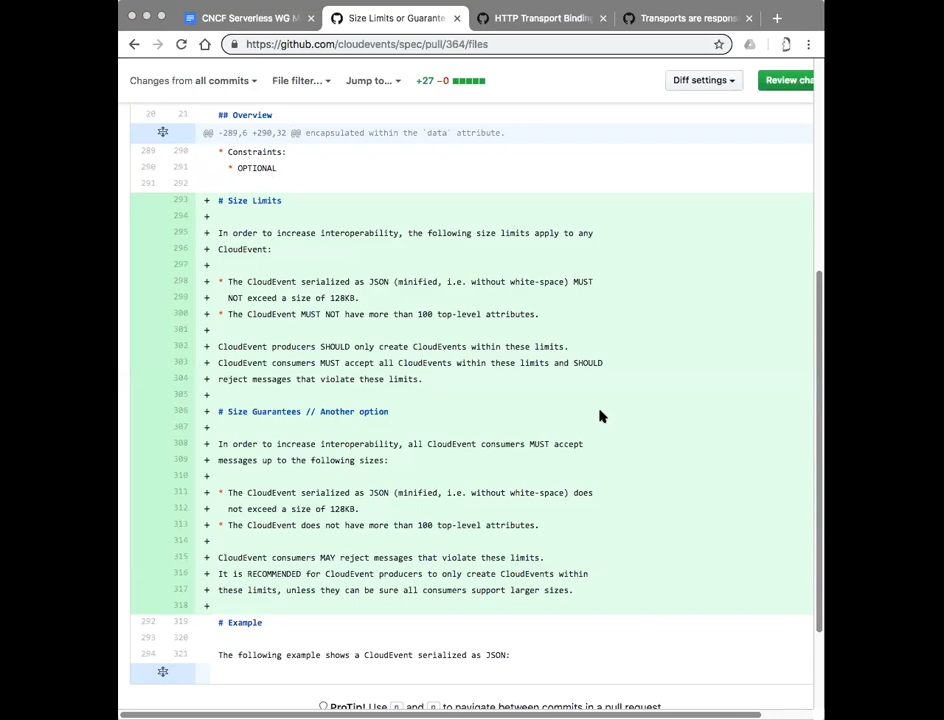 CNCF Serverless WG
Size Limits or Guarante
HTTP Transport Bindin
Transports are respons
https://github.com/cloudevents/spec/pull/364/files
Changes from all commits
File filter...
Jump to...
+27 −0
Diff settings
Review cha
20 21 ## Overview
@@ -289,6 +290,32 @@ encapsulated within the `data` attribute.
289 290 * Constraints:
290 291 * OPTIONAL
291 292
293 + # Size Limits
294 +
295 + In order to increase interoperability, the following size limits apply to any
296 + CloudEvent:
297 +
298 + * The CloudEvent serialized as JSON (minified, i.e. without white-space) MUST
299 + NOT exceed a size of 128KB.
300 + * The CloudEvent MUST NOT have more than 100 top-level attributes.
301 +
302 + CloudEvent producers SHOULD only create CloudEvents within these limits.
303 + CloudEvent consumers MUST accept all CloudEvents within these limits and SHOULD
304 + reject messages that violate these limits.
305 +
306 + # Size Guarantees // Another option
307 +
308 + In order to increase interoperability, all CloudEvent consumers MUST accept
309 + messages up to the following sizes:
310 +
311 + * The CloudEvent serialized as JSON (minified, i.e. without white-space) does
312 + not exceed a size of 128KB.
313 + * The CloudEvent does not have more than 100 top-level attributes.
314 +
315 + CloudEvent consumers MAY reject messages that violate these limits.
316 + It is RECOMMENDED for CloudEvent producers to only create CloudEvents within
317 + these limits, unless they can be sure all consumers support larger sizes.
318 +
292 319 # Example
293 320
294 321 The following example shows a CloudEvent serialized as JSON:
ProTip! Use n and p to navigate between commits in a pull request.